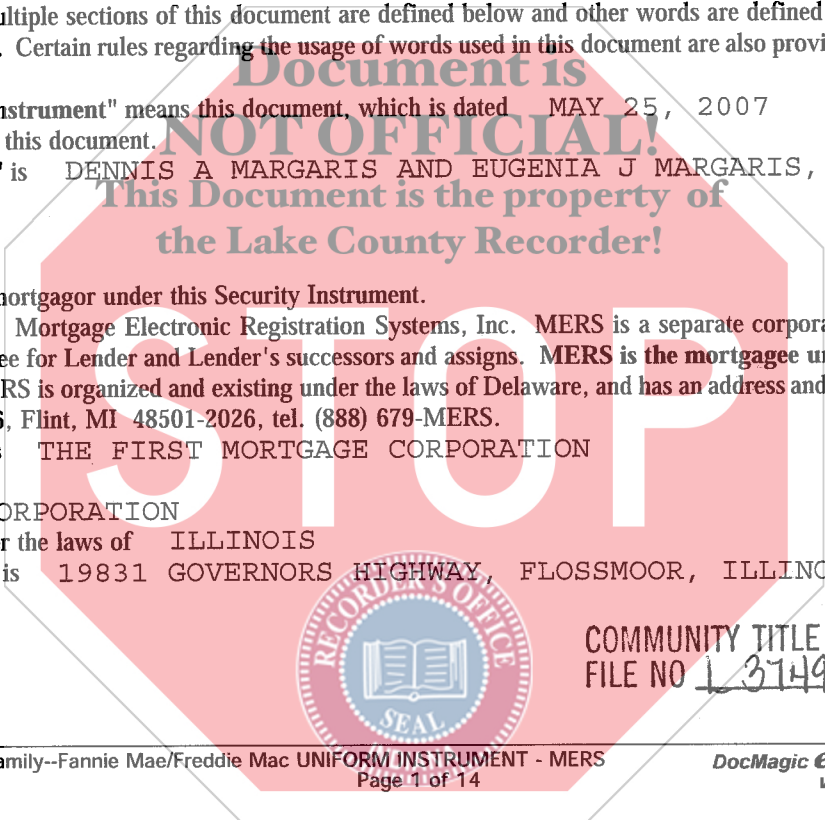 ultiple sections of this document are defined below and other words are defined
. Certain rules regarding the usage of words used in this document are also provi
Document is
nstrument" means this document, which is dated MAY 25, 2007
NOT OFFICIAL!
this document.
" is DENNIS A MARGARIS AND EUGENIA J MARGARIS,
This Document is the property of
the Lake County Recorder!
mortgagor under this Security Instrument.
STOP
Mortgage Electronic Registration Systems, Inc. MERS is a separate corpora
ee for Lender and Lender's successors and assigns. MERS is the mortgagee u
RS is organized and existing under the laws of Delaware, and has an address and
, Flint, MI 48501-2026, tel. (888) 679-MERS.
THE FIRST MORTGAGE CORPORATION
ORPORATION
r the laws of ILLINOIS
is 19831 GOVERNORS HIGHWAY, FLOSSMOOR, ILLINO
RECORDER'S OFFICE
SEAL
COMMUNITY TITLE
FILE NO L 3749
amily--Fannie Mae/Freddie Mac UNIFORM INSTRUMENT - MERS
DocMagic
Page 1 of 14